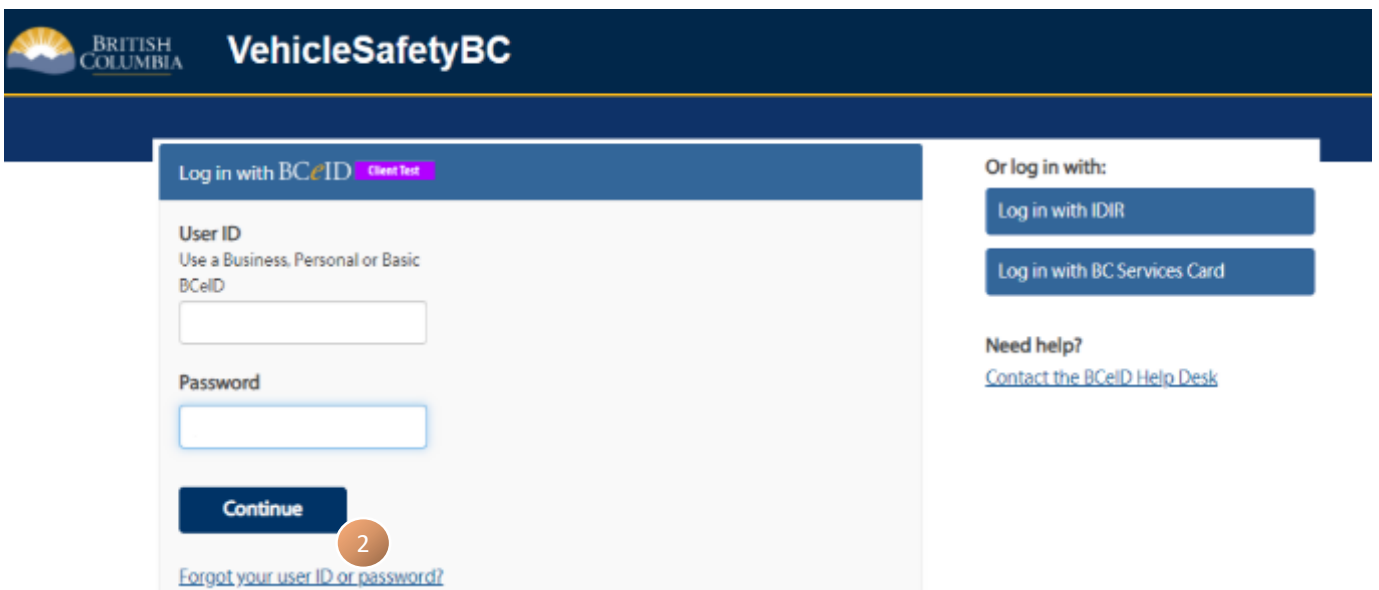 BRITISH
COLUMBIA
VehicleSafetyBC
Log in with BCeID Client Test
User ID
Use a Business, Personal or Basic
BCeID
Password
Continue
2
Forgot your user ID or password?
Or log in with:
Log in with IDIR
Log in with BC Services Card
Need help?
Contact the BCeID Help Desk